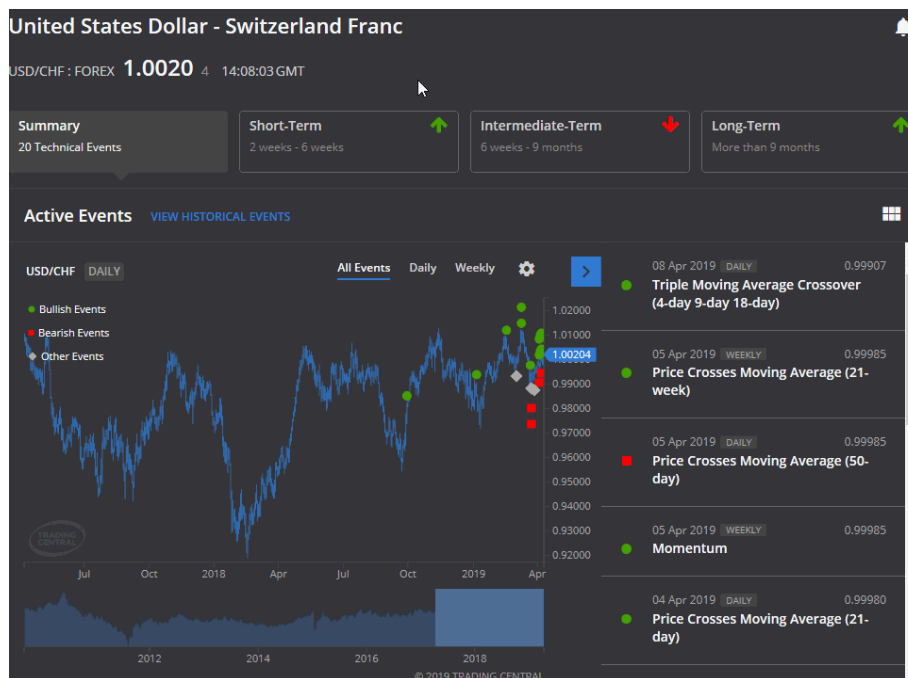 United States Dollar - Switzerland Franc
USD/CHF : FOREX 1.0020 4 14:08:03 GMT
Summary
20 Technical Events
Short-Term
2 weeks - 6 weeks
Intermediate-Term
6 weeks - 9 months
Long-Term
More than 9 months
Active Events VIEW HISTORICAL EVENTS
USD/CHF DAILY
All Events Daily Weekly
Bullish Events
Bearish Events
Other Events
1.02000
1.01000
1.00204
0.99000
0.98000
0.97000
0.96000
0.95000
0.94000
0.93000
0.92000
TRADING
CENTRAL
Jul Oct 2018 Apr Jul Oct 2019 Apr
2012 2014 2016 2018
© 2019 TRADING CENTRAL
08 Apr 2019 DAILY 0.99907
Triple Moving Average Crossover
(4-day 9-day 18-day)
05 Apr 2019 WEEKLY 0.99985
Price Crosses Moving Average (21-
week)
05 Apr 2019 DAILY 0.99985
Price Crosses Moving Average (50-
day)
05 Apr 2019 WEEKLY 0.99985
Momentum
04 Apr 2019 DAILY 0.99980
Price Crosses Moving Average (21-
day)